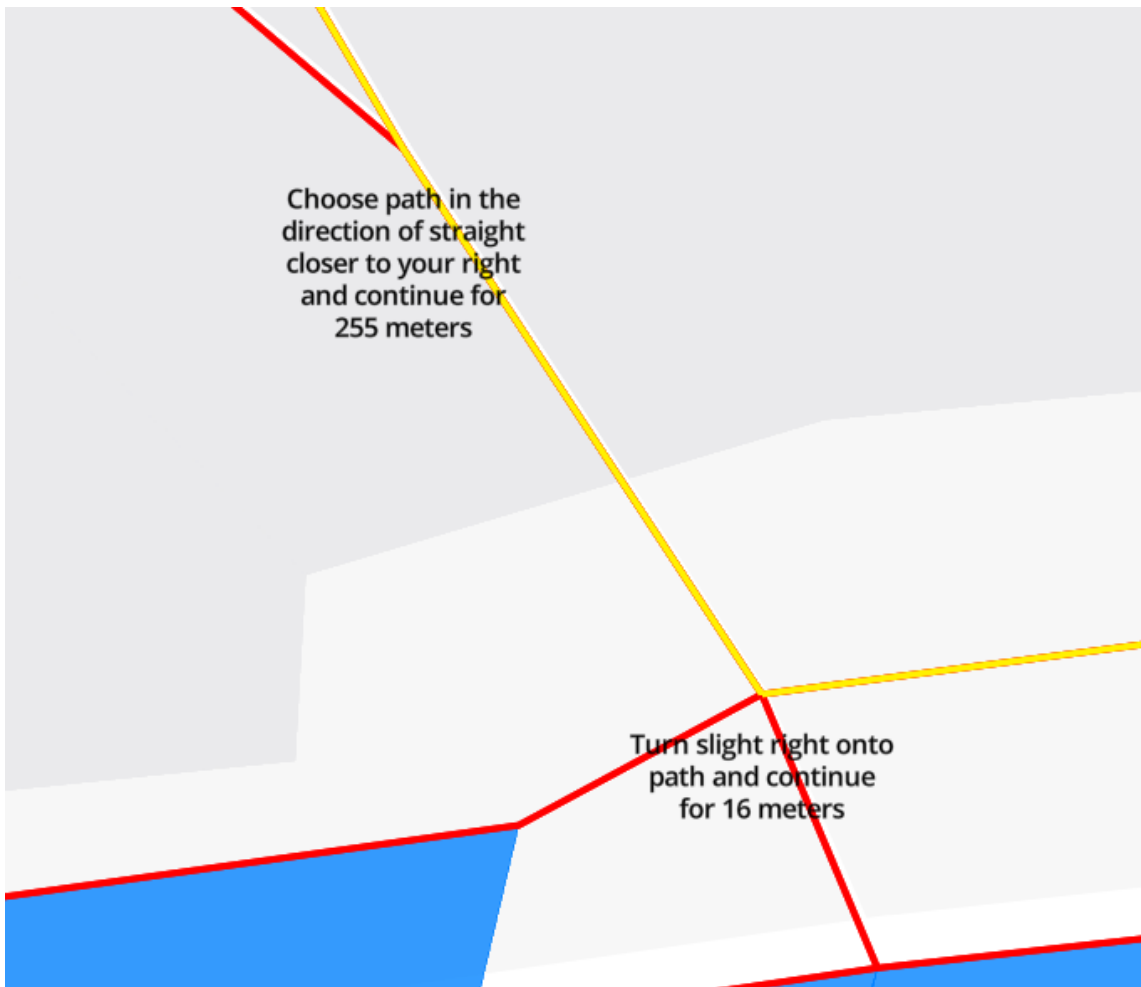 Choose path in the
direction of straight
closer to your right
and continue for
255 meters
Turn slight right onto
path and continue
for 16 meters